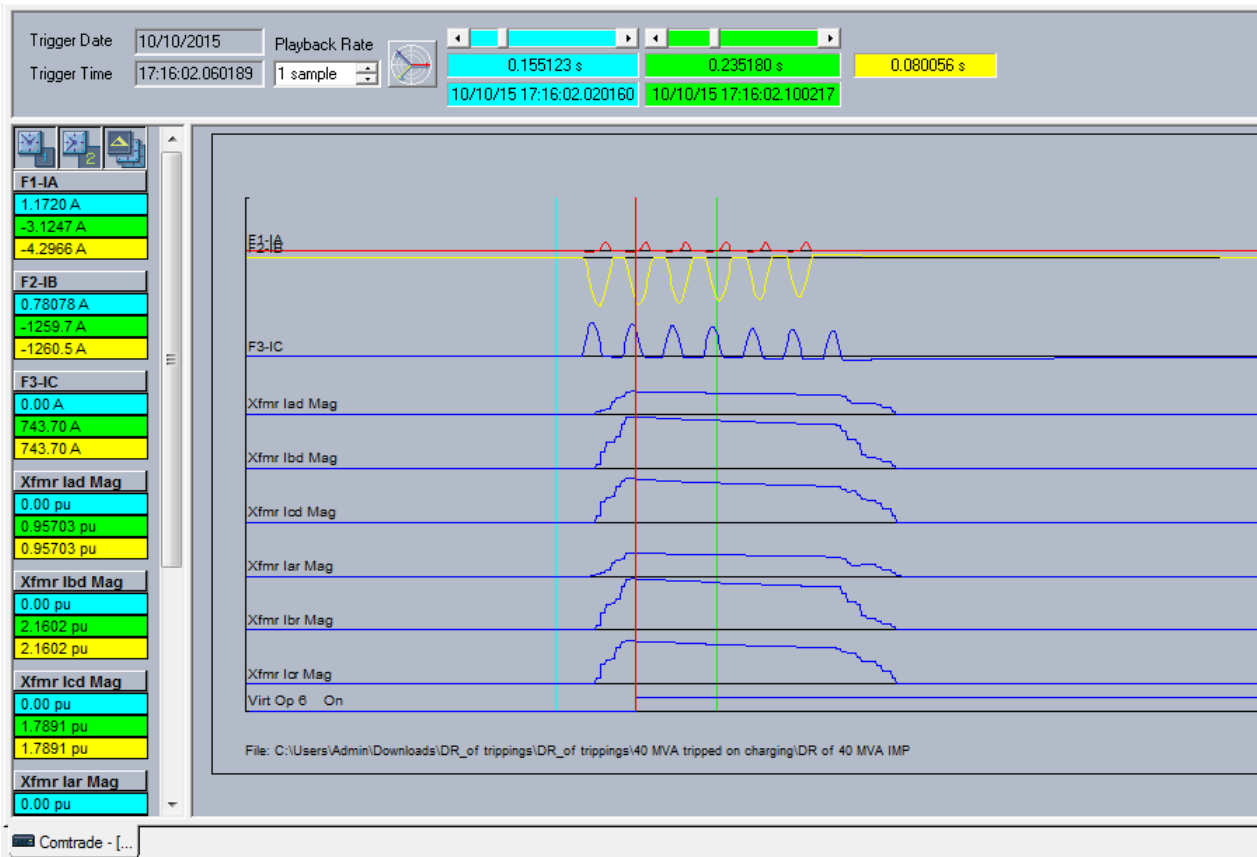 Trigger Date 10/10/2015 Playback Rate
Trigger Time 17:16:02.060189 1 sample
0.155123 s 0.235180 s 0.080056 s
10/10/15 17:16:02.020160 10/10/15 17:16:02.100217
1 2
F1-IA
1.1720 A
-3.1247 A
-4.2966 A
F2-IB
0.78078 A
-1259.7 A
-1260.5 A
F3-IC
0.00 A
743.70 A
743.70 A
Xfmr Iad Mag
0.00 pu
0.95703 pu
0.95703 pu
Xfmr Ibd Mag
0.00 pu
2.1602 pu
2.1602 pu
Xfmr Icd Mag
0.00 pu
1.7891 pu
1.7891 pu
Xfmr Iar Mag
0.00 pu
F1-IA
F2-IB
F3-IC
Xfmr Iad Mag
Xfmr Ibd Mag
Xfmr Icd Mag
Xfmr Iar Mag
Xfmr Ibr Mag
Xfmr Icr Mag
Virt Op 6 On
File: C:\Users\Admin\Downloads\DR_of trippings\DR_of trippings\40 MVA tripped on charging\DR of 40 MVA IMP
Comtrade - [...